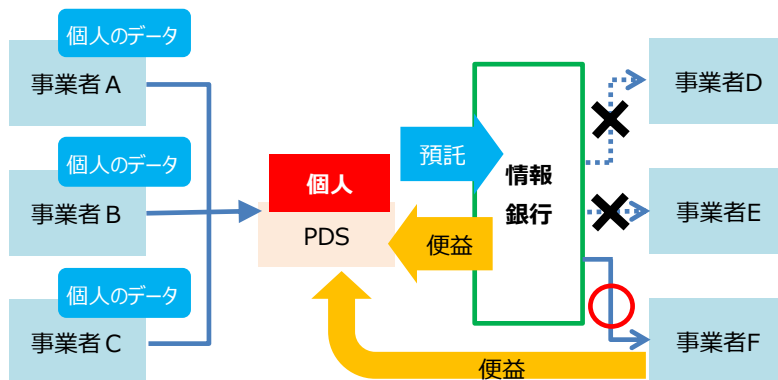 個人のデータ
事業者A
個人のデータ
事業者B
個人のデータ
事業者C
個人
PDS
預託
便益
情報
銀行
事業者D
事業者E
事業者F
便益